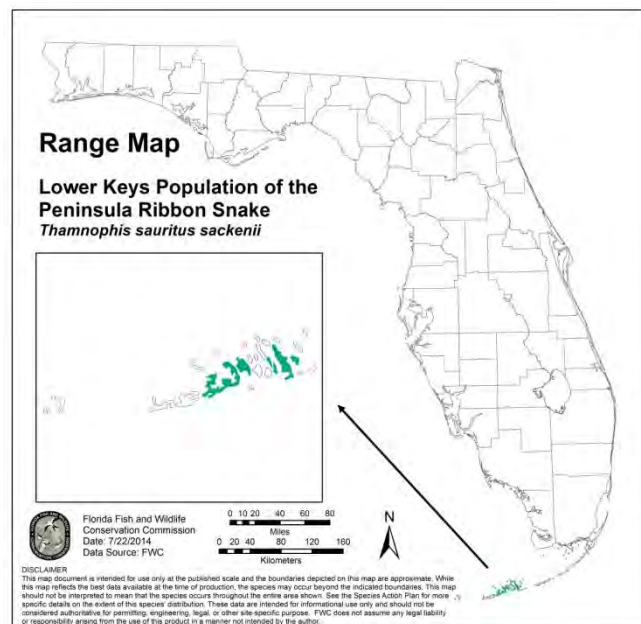 Range Map
Lower Keys Population of the
Peninsula Ribbon Snake
Thamnophis sauritus sackenii
Florida Fish and Wildlife
Conservation Commission
Date: 7/22/2014
Data Source: FWC
0 10 20 40 60 80
Miles
0 20 40 80 120 160
Kilometers
N
DISCLAIMER
This map document is intended for use only at the published scale and the boundaries depicted on this map are approximate. While
this map reflects the best data available at the time of production, the species may occur beyond the indicated boundaries. This map
should not be interpreted to mean that the species occurs throughout the entire area shown. See the Species Action Plan for more
specific details on the extent of this species' distribution. These data are intended for informational use only and should not be
considered authoritative for permitting, engineering, legal, or other site specific purpose. FWC does not assume any legal liability
or responsibility arising from the use of this product in a manner not intended by the author.